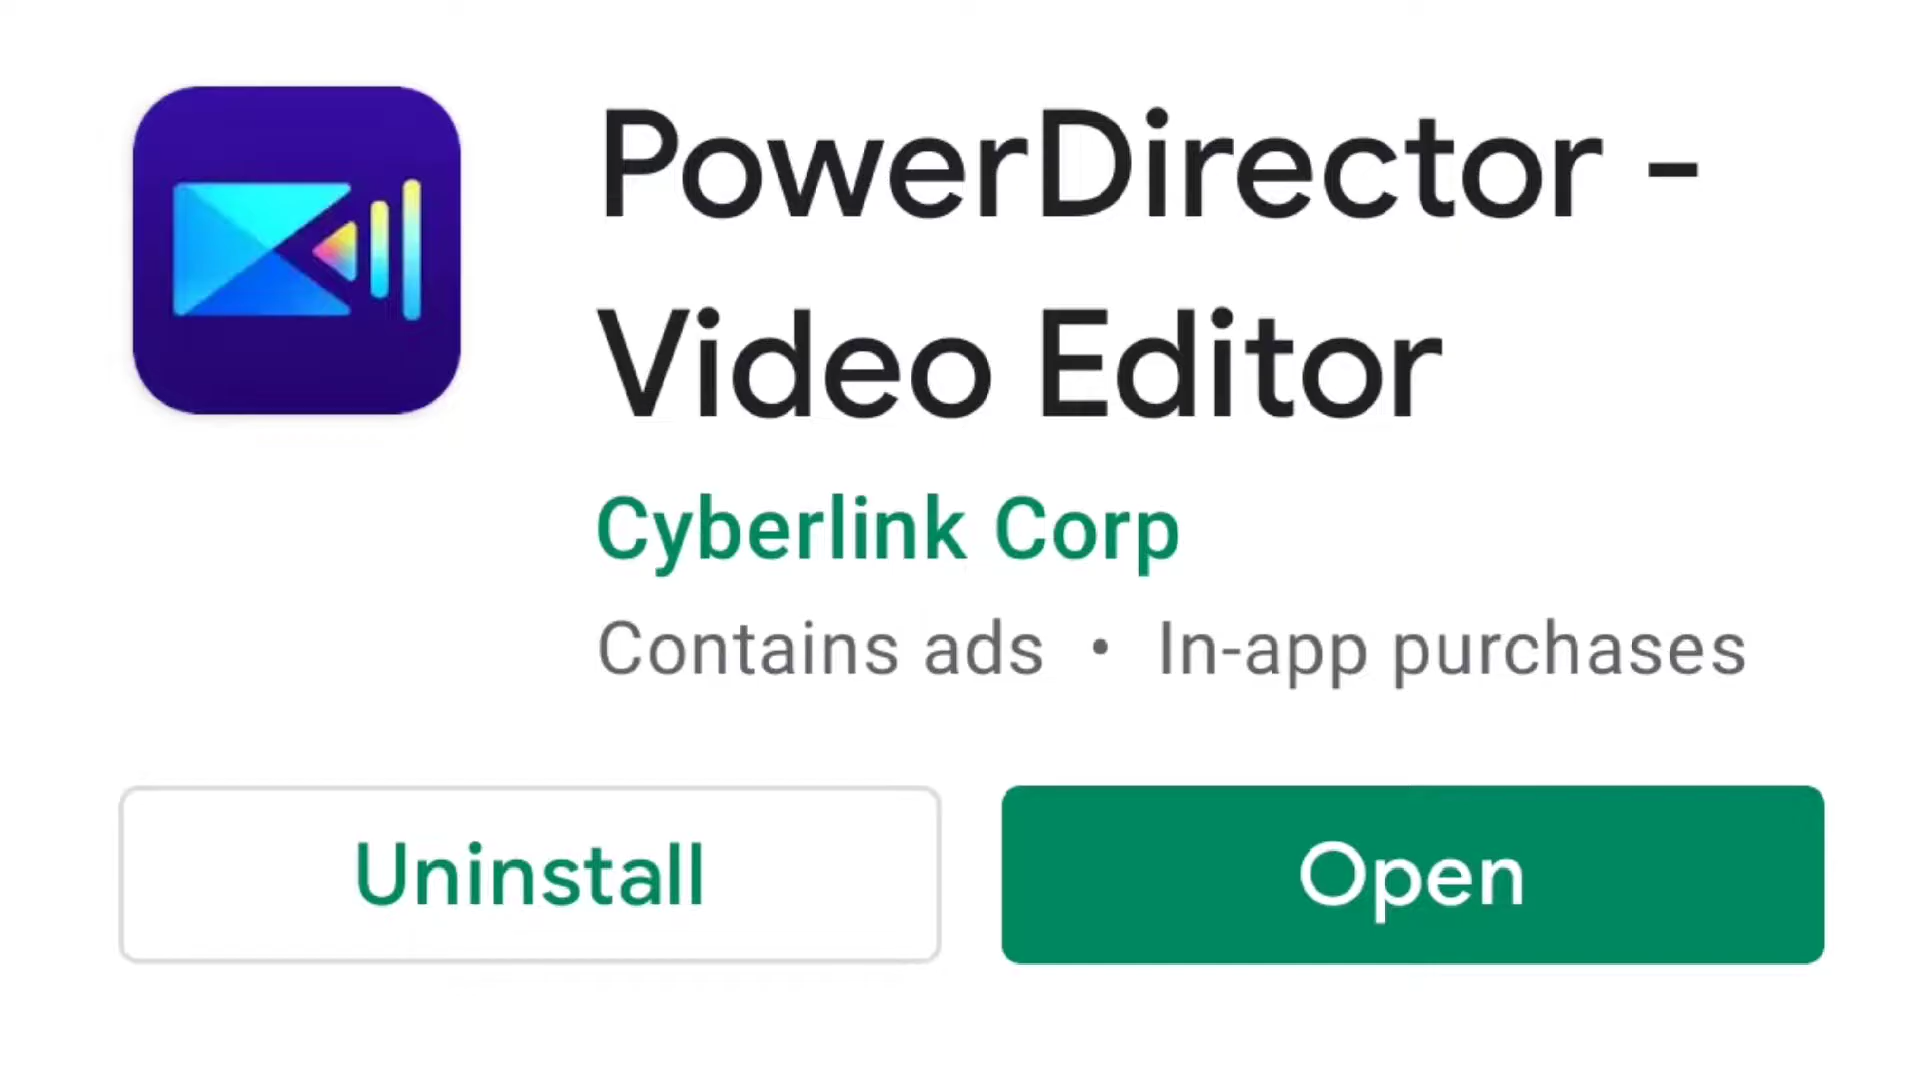 PowerDirector -
Video Editor
Cyberlink Corp
Contains ads • In-app purchases
Uninstall
Open